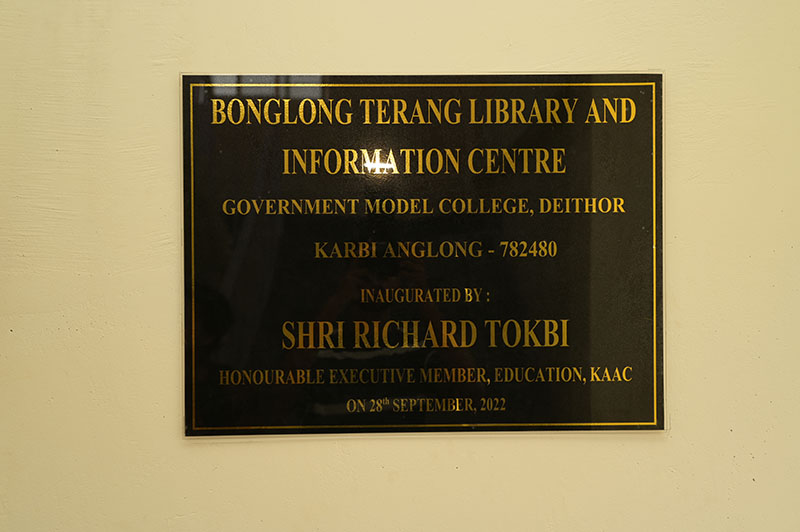 BONGLONG TERANG LIBRARY AND
INFORMATION CENTRE
GOVERNMENT MODEL COLLEGE, DEITHOR
KARBI ANGLONG - 782480
INAUGURATED BY :
SHRI RICHARD TOKBI
HONOURABLE EXECUTIVE MEMBER, EDUCATION, KAAC
ON 28th SEPTEMBER, 2022